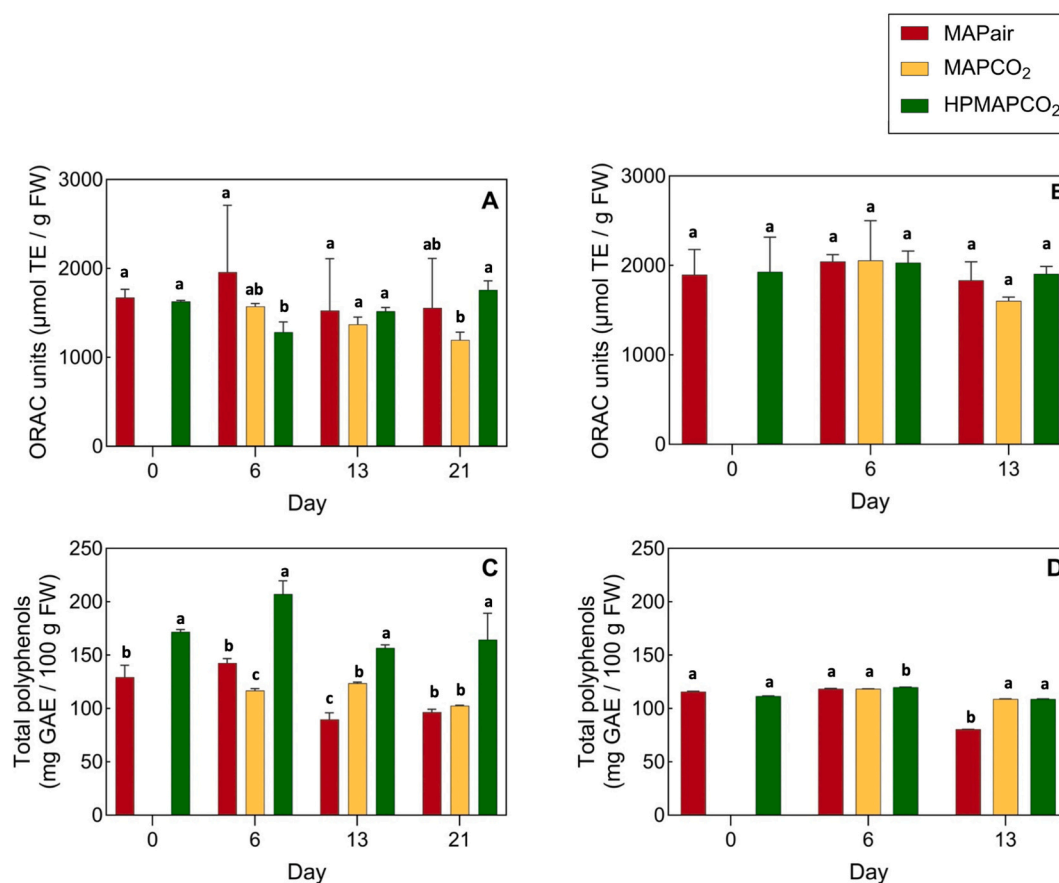 MAPair
MAPCO₂
HPMAPCO₂
A
ORAC units (µmol TE / g FW)
3000
2000
1000
0
a a
a ab b
a a a
ab b a
0 6 13 21
Day
B
ORAC units (µmol TE / g FW)
3000
2000
1000
0
a a
a a a
a a a
0 6 13
Day
C
Total polyphenols
(mg GAE / 100 g FW)
250
200
150
100
50
0
b a
b c a
c b a
b b a
0 6 13 21
Day
D
Total polyphenols
(mg GAE / 100 g FW)
250
200
150
100
50
0
a a
a a b
b a a
0 6 13
Day